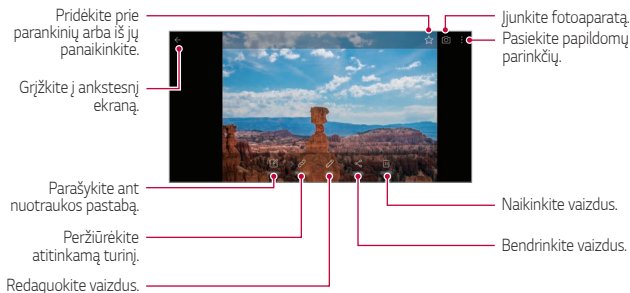 Pridėkite prie
parankinių arba iš jų
panaikinkite.
Grįžkite į ankstesnį
ekraną.
Įjunkite fotoaparatą.
Pasiekite papildomų
parinkčių.
Parašykite ant
nuotraukos pastabą.
Peržiūrėkite
atitinkamą turinį.
Redaguokite vaizdus.
Naikinkite vaizdus.
Bendrinkite vaizdus.